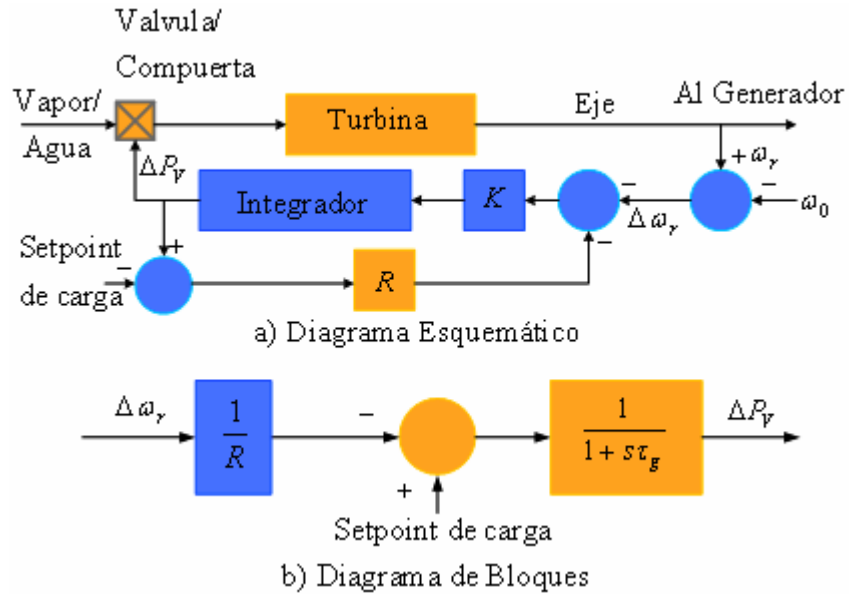 Valvula/
Compuerta
Vapor/
Agua
Turbina
Eje
Al Generador
ΔP_V
+ ω_r
Integrador
K
−
Δω_r
−
−
ω_0
Setpoint
de carga
−
+
R
a) Diagrama Esquemático
Δω_r
1/R
−
+
1/(1+sτ_g)
ΔP_V
Setpoint de carga
b) Diagrama de Bloques